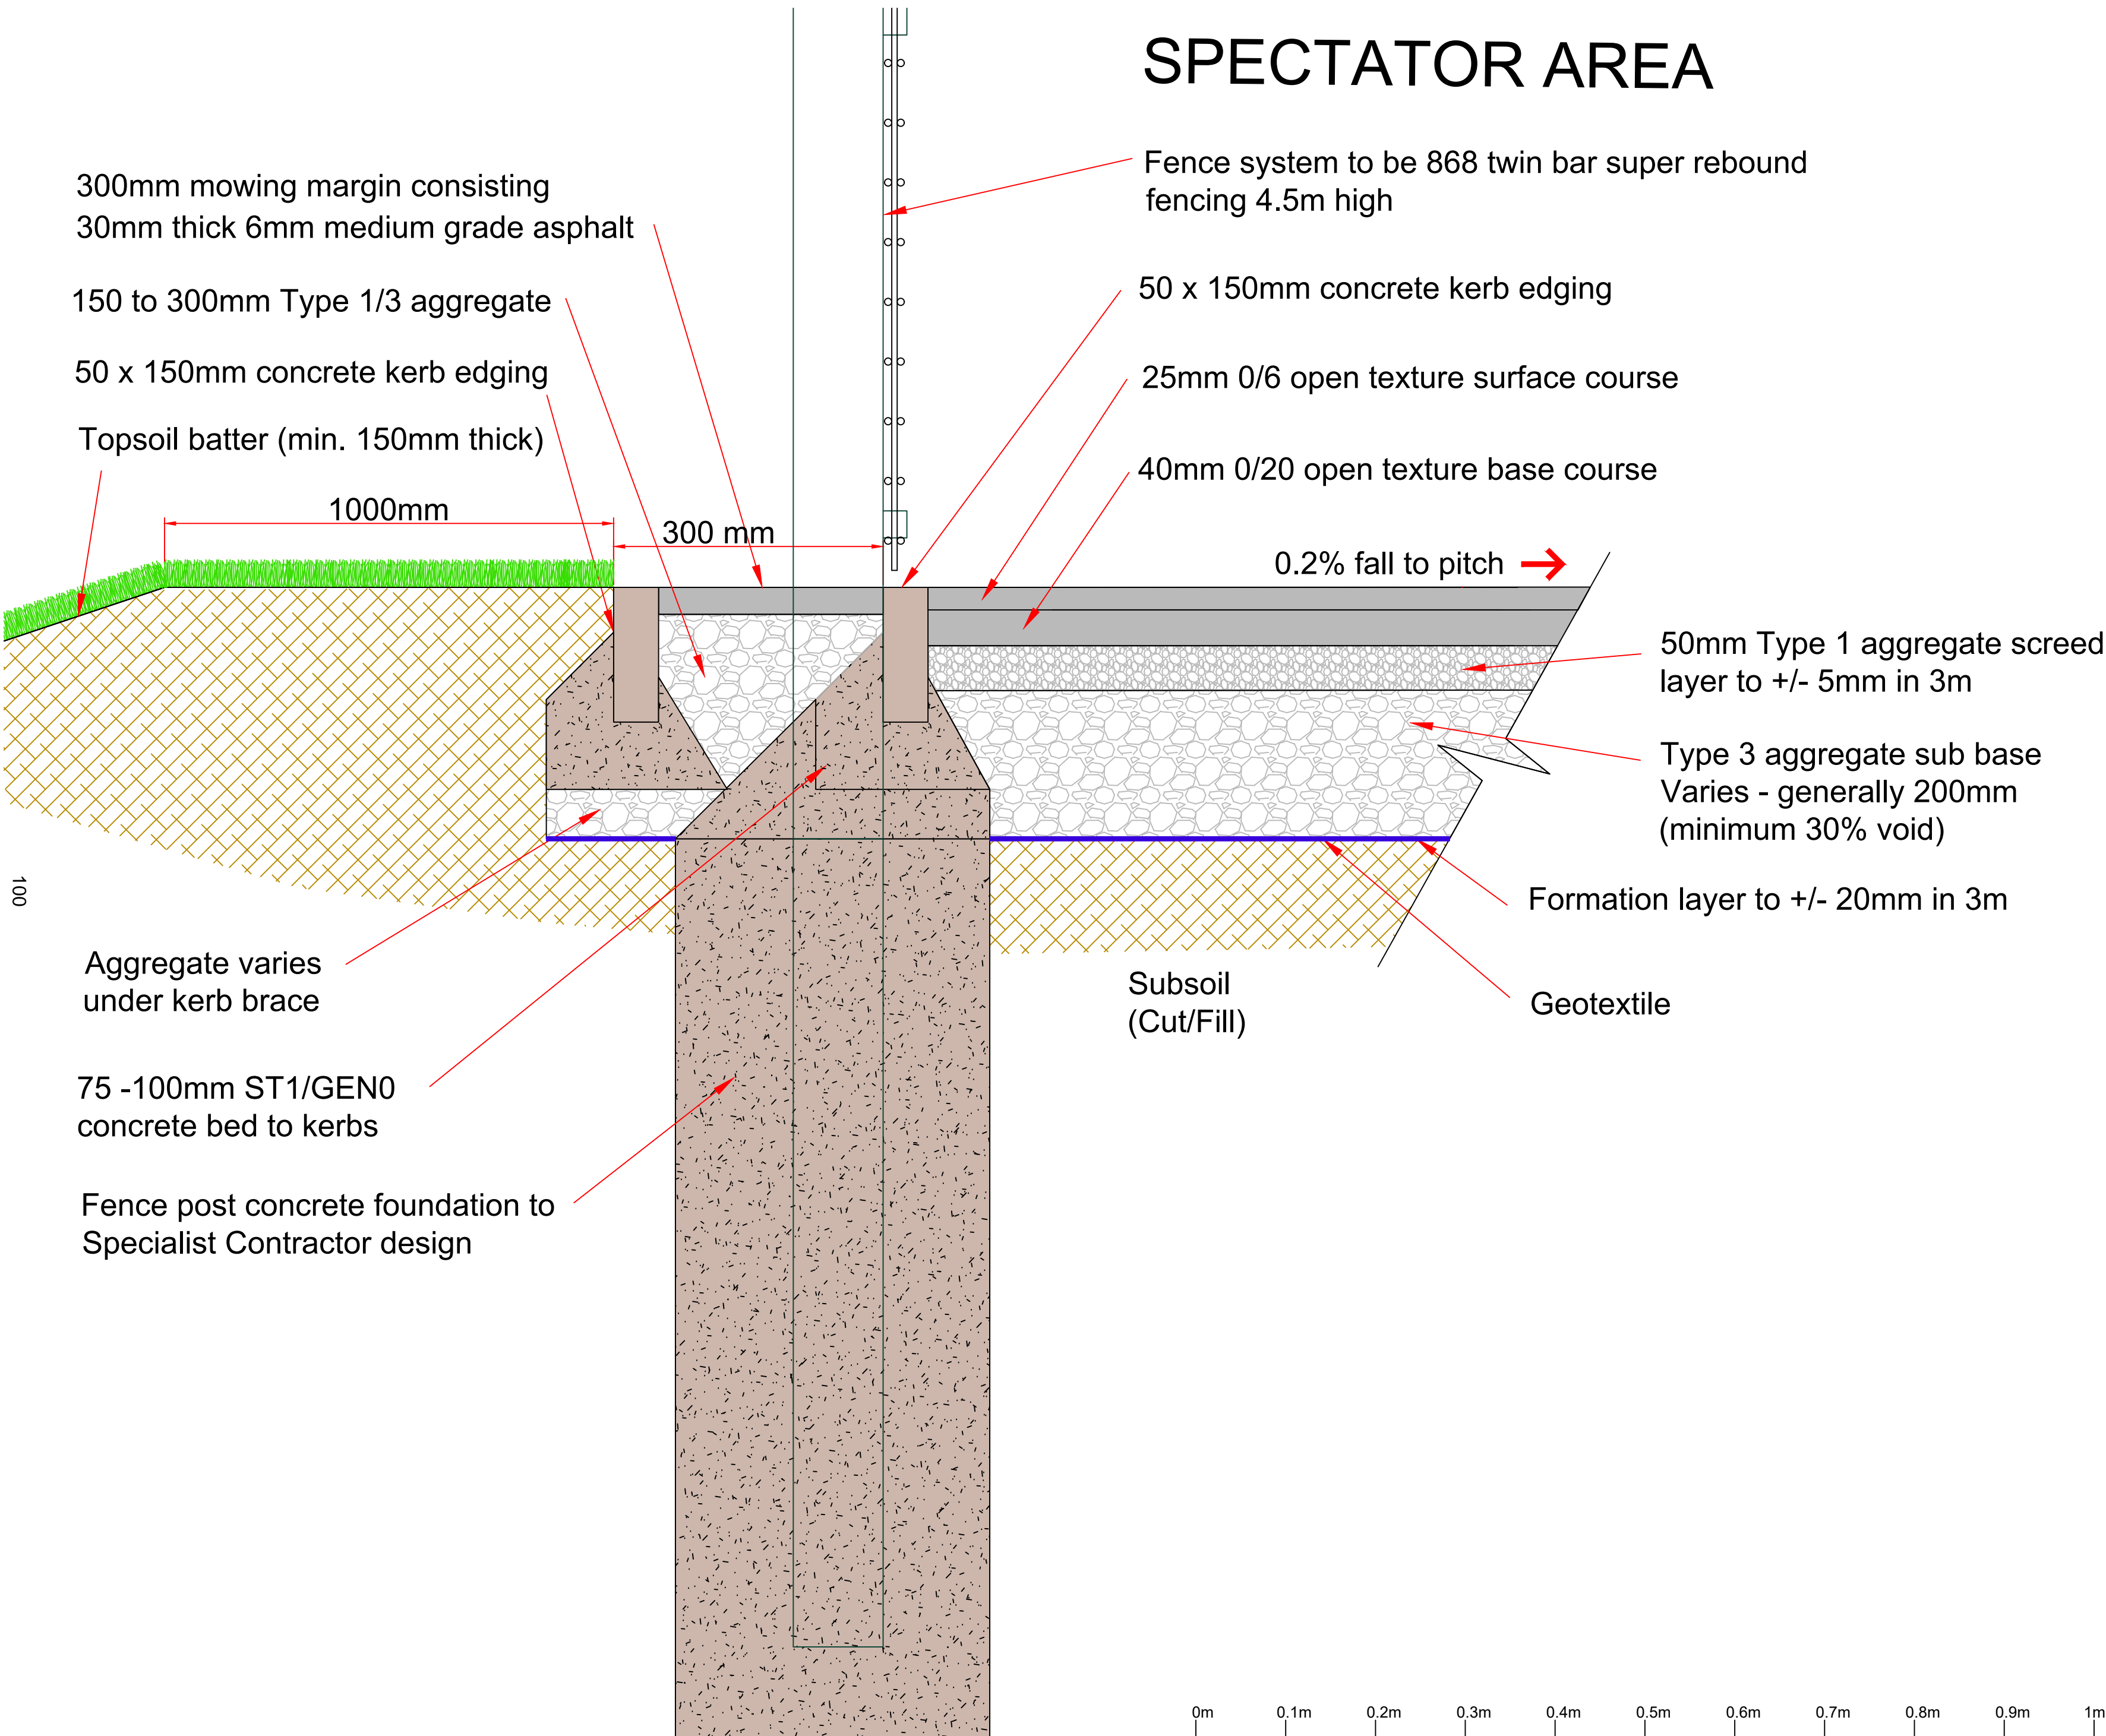 SPECTATOR AREA
300mm mowing margin consisting
30mm thick 6mm medium grade asphalt
150 to 300mm Type 1/3 aggregate
50 x 150mm concrete kerb edging
Topsoil batter (min. 150mm thick)
1000mm
300 mm
Fence system to be 868 twin bar super rebound
fencing 4.5m high
50 x 150mm concrete kerb edging
25mm 0/6 open texture surface course
40mm 0/20 open texture base course
0.2% fall to pitch
50mm Type 1 aggregate screed
layer to +/- 5mm in 3m
Type 3 aggregate sub base
Varies - generally 200mm
(minimum 30% void)
Formation layer to +/- 20mm in 3m
Geotextile
Subsoil
(Cut/Fill)
100
Aggregate varies
under kerb brace
75 -100mm ST1/GEN0
concrete bed to kerbs
Fence post concrete foundation to
Specialist Contractor design
0m 0.1m 0.2m 0.3m 0.4m 0.5m 0.6m 0.7m 0.8m 0.9m 1m